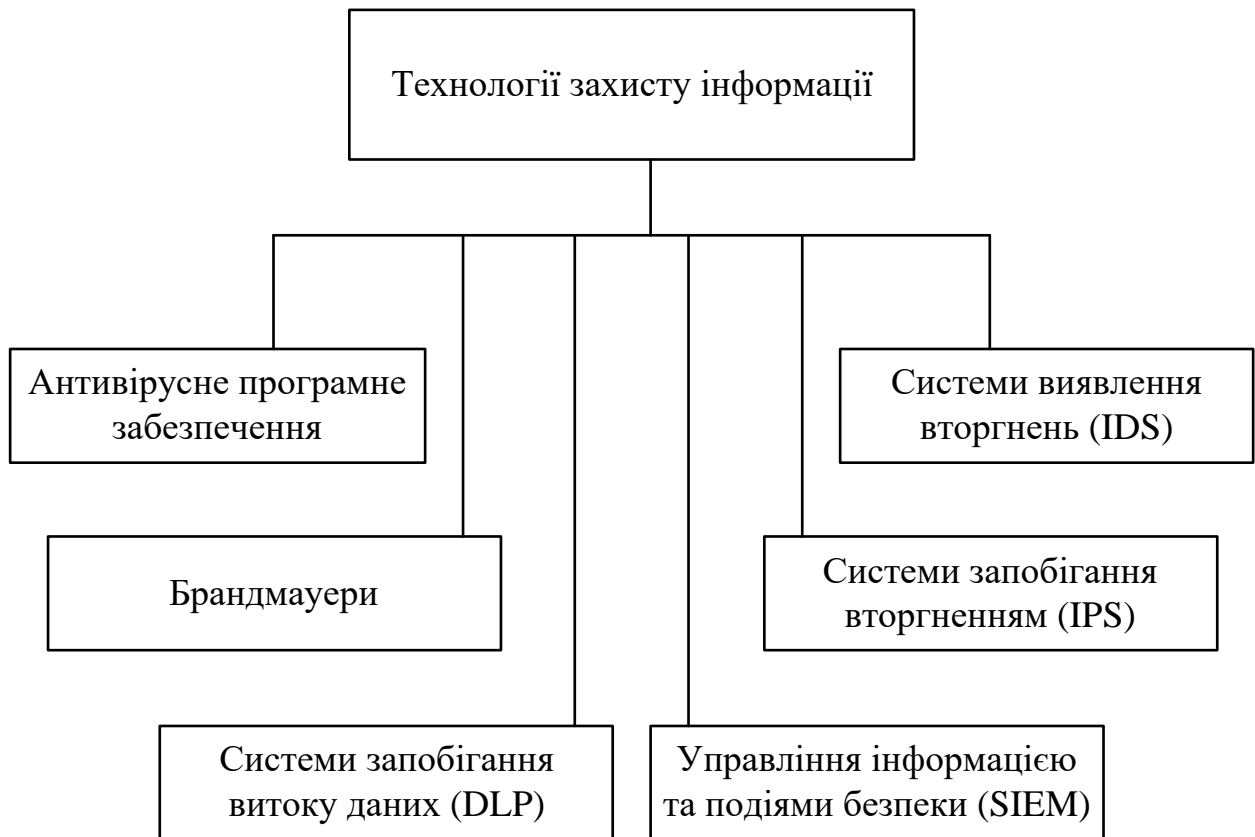 Технології захисту інформації
Антивірусне програмне
забезпечення
Системи виявлення
вторгнень (IDS)
Брандмауери
Системи запобігання
вторгненням (IPS)
Системи запобігання
витоку даних (DLP)
Управління інформацією
та подіями безпеки (SIEM)